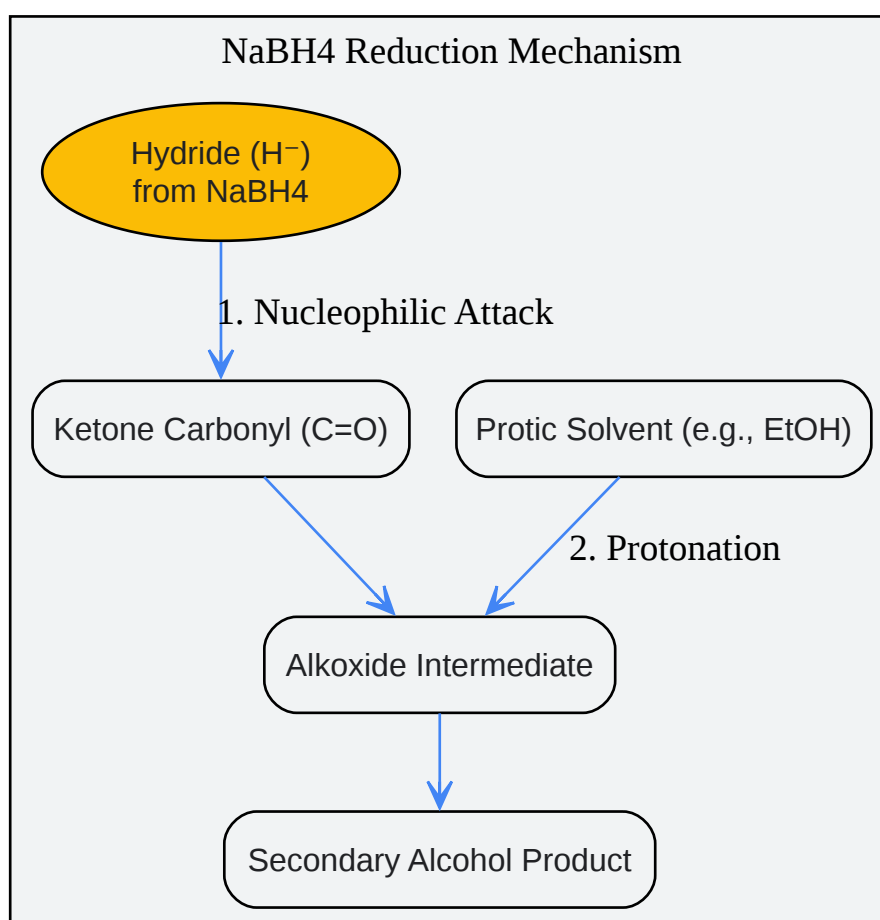 NaBH4 Reduction Mechanism
Hydride (H⁻)
from NaBH4
1. Nucleophilic Attack
Ketone Carbonyl (C=O)
Protic Solvent (e.g., EtOH)
2. Protonation
Alkoxide Intermediate
Secondary Alcohol Product